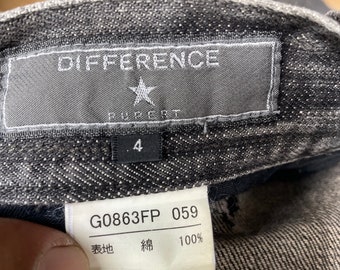 DIFFERENCE
RUPERT
4
G0863FP 059
表地 綿 100%